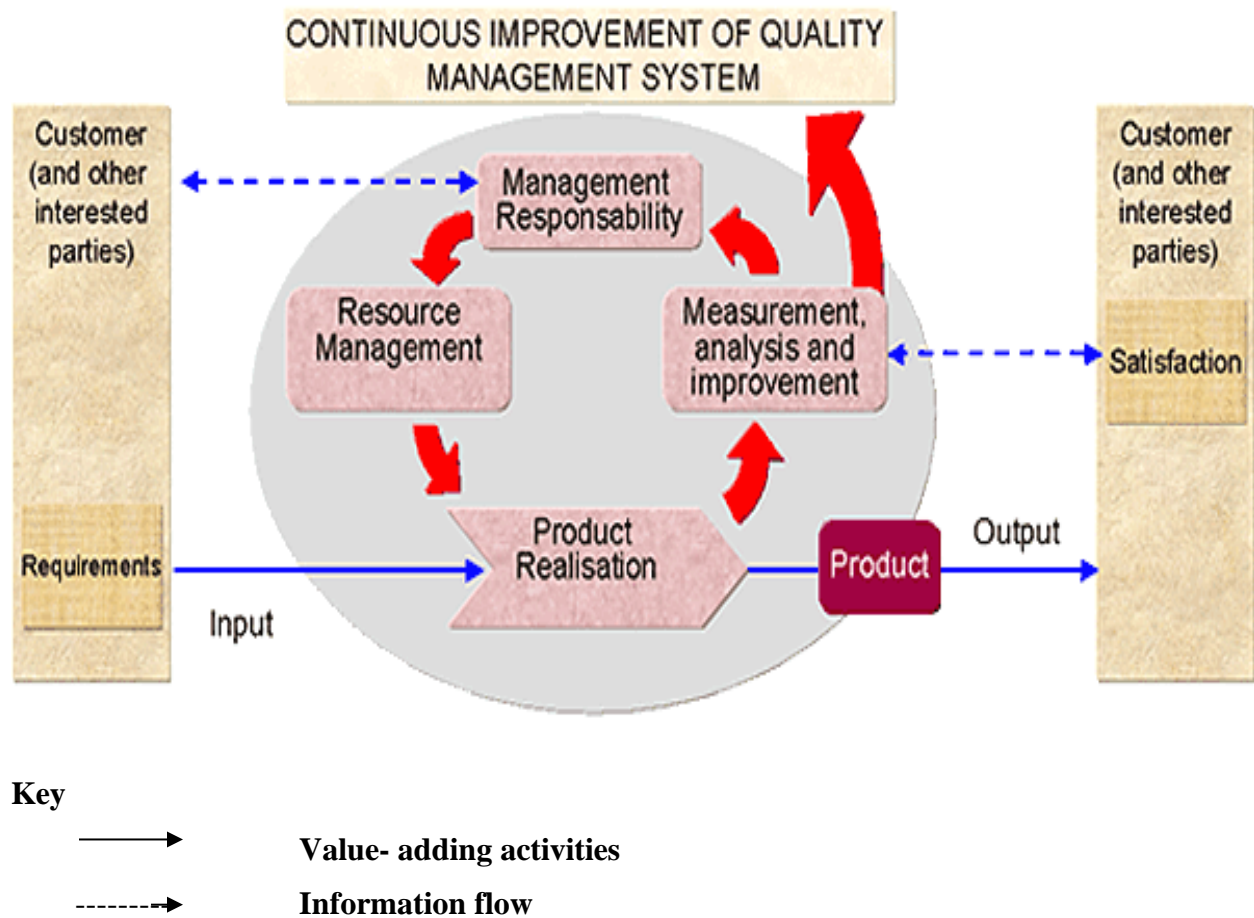 CONTINUOUS IMPROVEMENT OF QUALITY
MANAGEMENT SYSTEM
Customer
(and other
interested
parties)
Requirements
Management
Responsability
Resource
Management
Measurement,
analysis and
improvement
Product
Realisation
Input
Product
Output
Customer
(and other
interested
parties)
Satisfaction
Key
Value- adding activities
Information flow